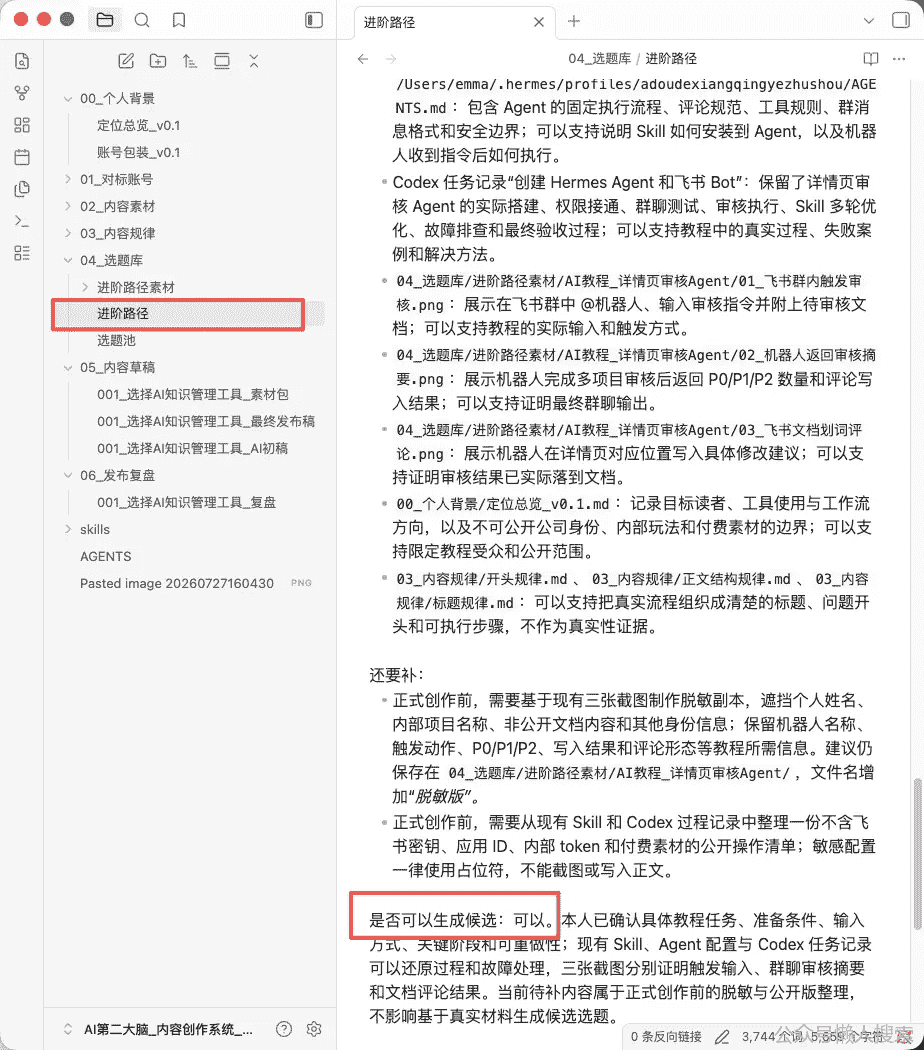 进阶路径
04_选题库 / 进阶路径
00_个人背景
定位总览_v0.1
账号包装_v0.1
01_对标账号
02_内容素材
03_内容规律
04_选题库
进阶路径素材
进阶路径
选题池
05_内容草稿
001_选择AI知识管理工具_素材包
001_选择AI知识管理工具_最终发布稿
001_选择AI知识管理工具_AI初稿
06_发布复盘
001_选择AI知识管理工具_复盘
skills
AGENTS
Pasted image 20260727160430 PNG
AI第二大脑_内容创作系统_...
/Users/emma/.hermes/profiles/adoudexiangqingyezhushou/AGE
NTS.md：包含 Agent 的固定执行流程、评论规范、工具规则、群消
息格式和安全边界；可以支持说明 Skill 如何安装到 Agent，以及机器
人收到指令后如何执行。
Codex 任务记录“创建 Hermes Agent 和飞书 Bot”：保留了详情页审
核 Agent 的实际搭建、权限接通、群聊测试、审核执行、Skill 多轮优
化、故障排查和最终验收过程；可以支持教程中的真实过程、失败案
例和解决方法。
04_选题库/进阶路径素材/AI教程_详情页审核Agent/01_飞书群内触发审
核.png：展示在飞书群中 @机器人、输入审核指令并附上待审核文
档；可以支持教程的实际输入和触发方式。
04_选题库/进阶路径素材/AI教程_详情页审核Agent/02_机器人返回审核摘
要.png：展示机器人完成多项目审核后返回 P0/P1/P2 数量和评论写
入结果；可以支持证明最终群聊输出。
04_选题库/进阶路径素材/AI教程_详情页审核Agent/03_飞书文档划词评
论.png：展示机器人在详情页对应位置写入具体修改建议；可以支
持证明审核结果已实际落到文档。
00_个人背景/定位总览_v0.1.md：记录目标读者、工具使用与工作流
方向，以及不可公开公司身份、内部玩法和付费素材的边界；可以支
持限定教程受众和公开范围。
03_内容规律/开头规律.md 、 03_内容规律/正文结构规律.md 、 03_内容
规律/标题规律.md：可以支持把真实流程组织成清楚的标题、问题开
头和可执行步骤，不作为真实性证据。
还要补：
正式创作前，需要基于现有三张截图制作脱敏副本，遮挡个人姓名、
内部项目名称、非公开文档内容和其他身份信息；保留机器人名称、
触发动作、P0/P1/P2、写入结果和评论形态等教程所需信息。建议仍
保存在 04_选题库/进阶路径素材/AI教程_详情页审核Agent/ ，文件名增
加“脱敏版”。
正式创作前，需要从现有 Skill 和 Codex 过程记录中整理一份不含飞
书密钥、应用 ID、内部 token 和付费素材的公开操作清单；敏感配置
一律使用占位符，不能截图或写入正文。
是否可以生成候选：可以。本人已确认具体教程任务、准备条件、输入
方式、关键阶段和可重做性；现有 Skill、Agent 配置与 Codex 任务记录
可以还原过程和故障处理，三张截图分别证明触发输入、群聊审核摘要
和文档评论结果。当前待补内容属于正式创作前的脱敏与公开版整理，
不影响基于真实材料生成候选选题。
0 条反向链接 3,744 个词 5,659 个字符
公众号懒人搜索